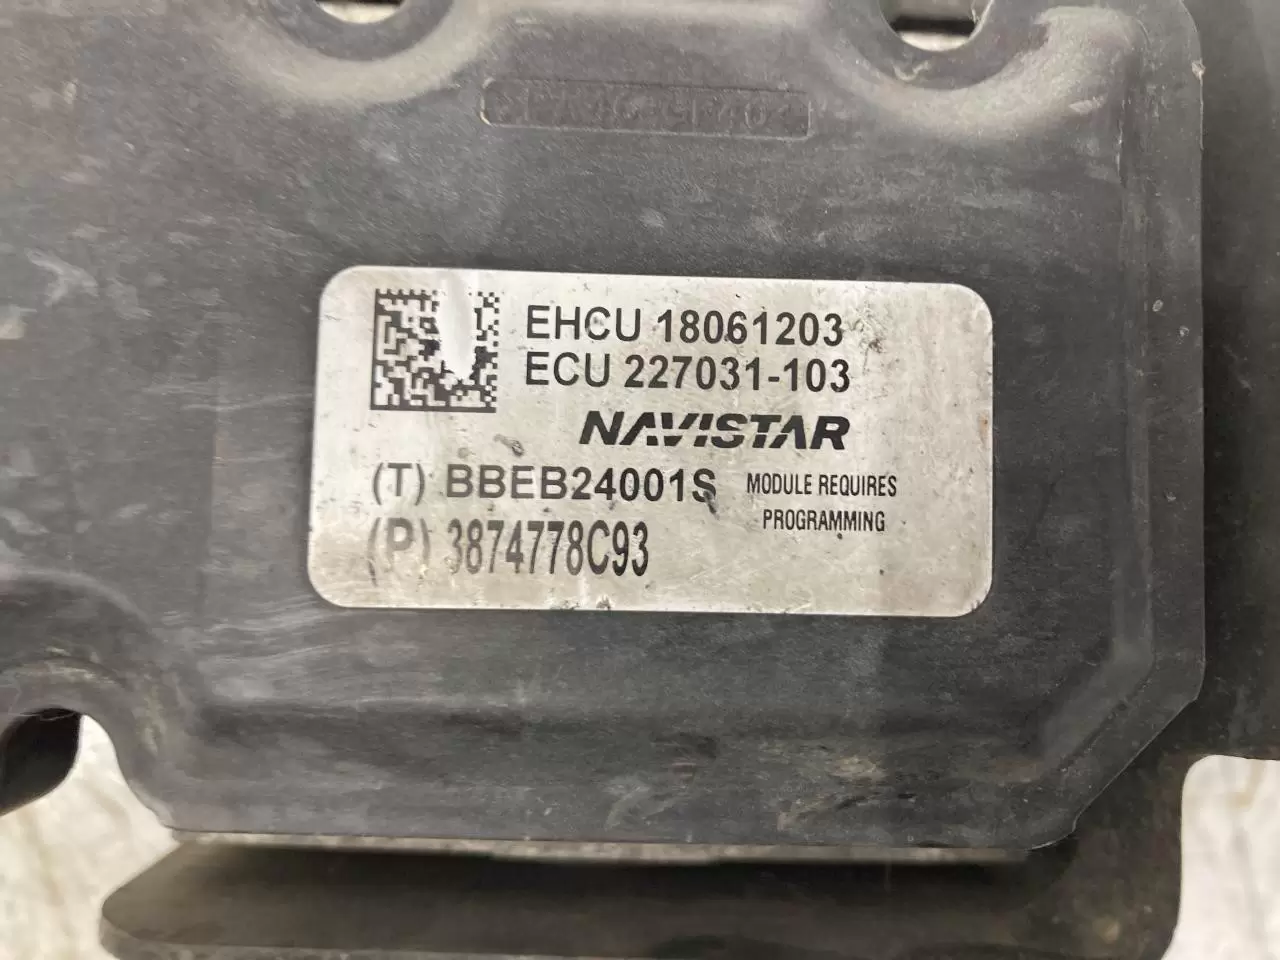 EHCU 18061203
ECU 227031-103
NAVISTAR
(T) BBEB24001S
MODULE REQUIRES
PROGRAMMING
(P) 3874778C93